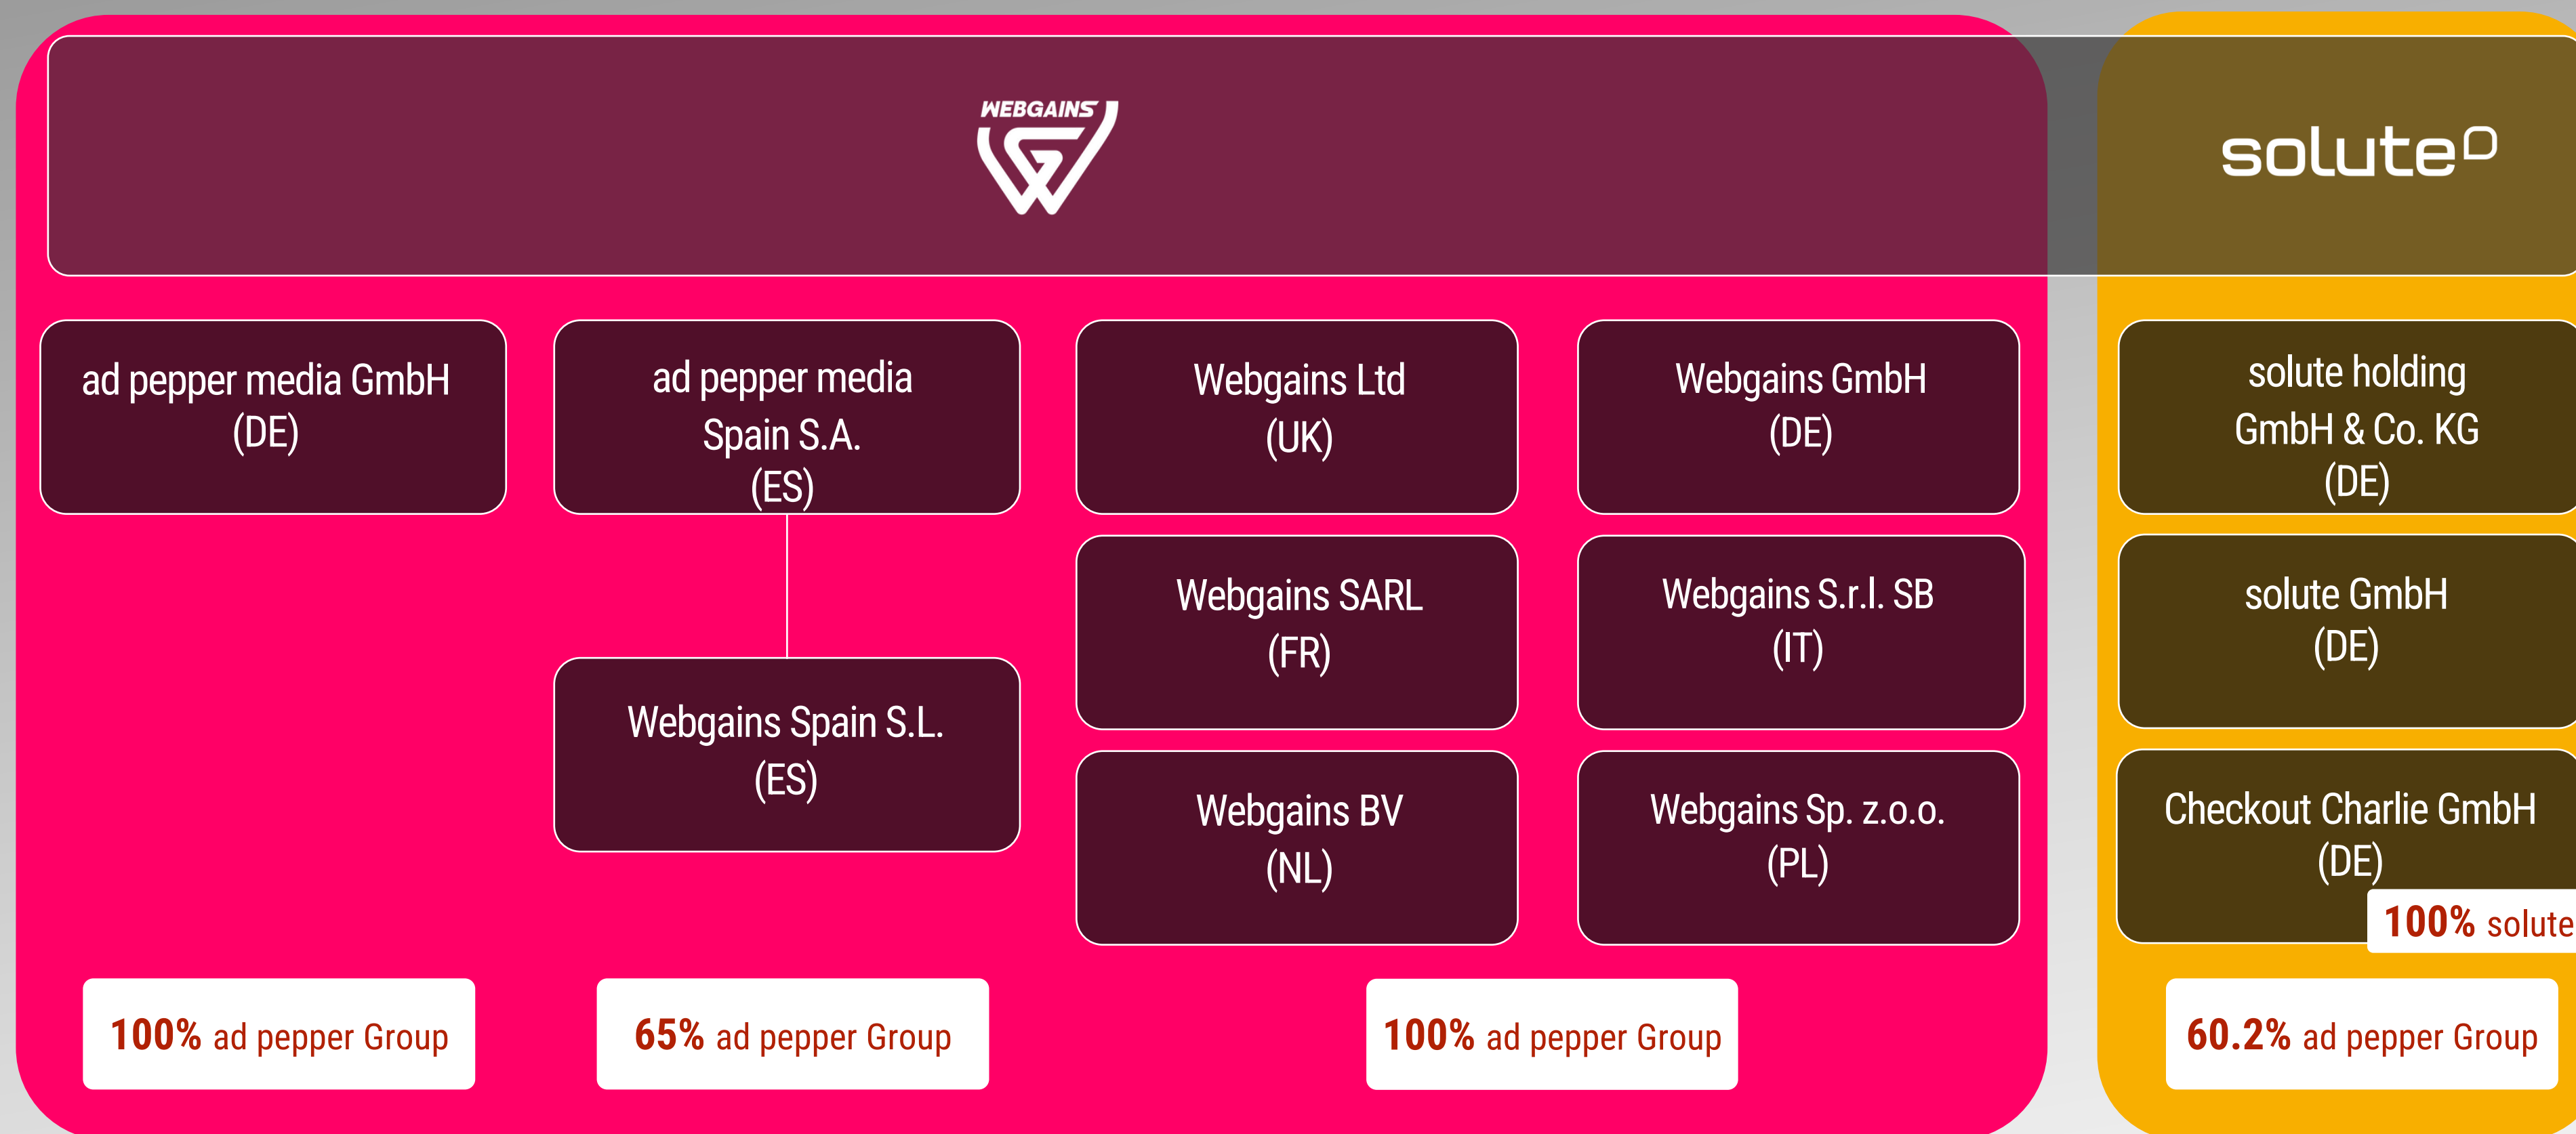 WEBGAINS
solute
ad pepper media GmbH
(DE)
ad pepper media
Spain S.A.
(ES)
Webgains Spain S.L.
(ES)
Webgains Ltd
(UK)
Webgains GmbH
(DE)
Webgains SARL
(FR)
Webgains S.r.l. SB
(IT)
Webgains BV
(NL)
Webgains Sp. z.o.o.
(PL)
solute holding
GmbH & Co. KG
(DE)
solute GmbH
(DE)
Checkout Charlie GmbH
(DE)
100% solute
100% ad pepper Group
65% ad pepper Group
100% ad pepper Group
60.2% ad pepper Group